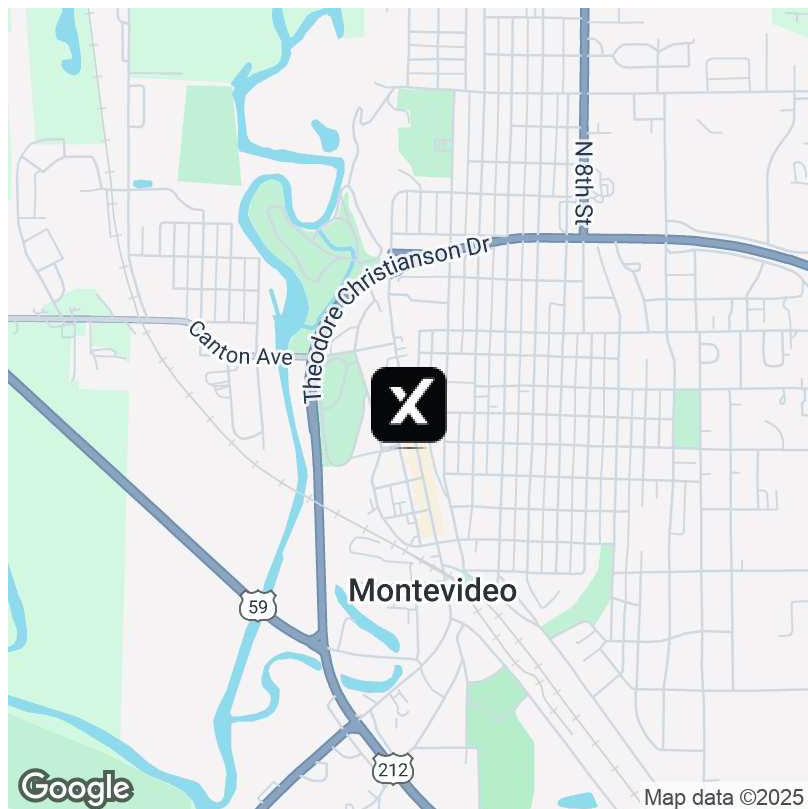 N 8th St
Theodore Christianson Dr
Canton Ave
X
59
Montevideo
212
Google
Map data ©2025